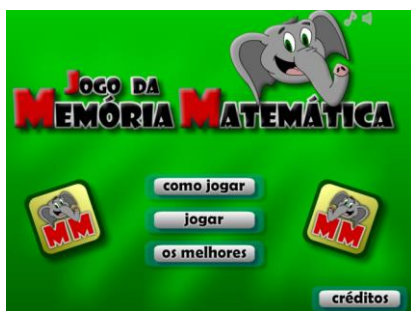 JOGO DA
MEMÓRIA MATEMÁTICA
como jogar
MM
jogar
MM
os melhores
créditos